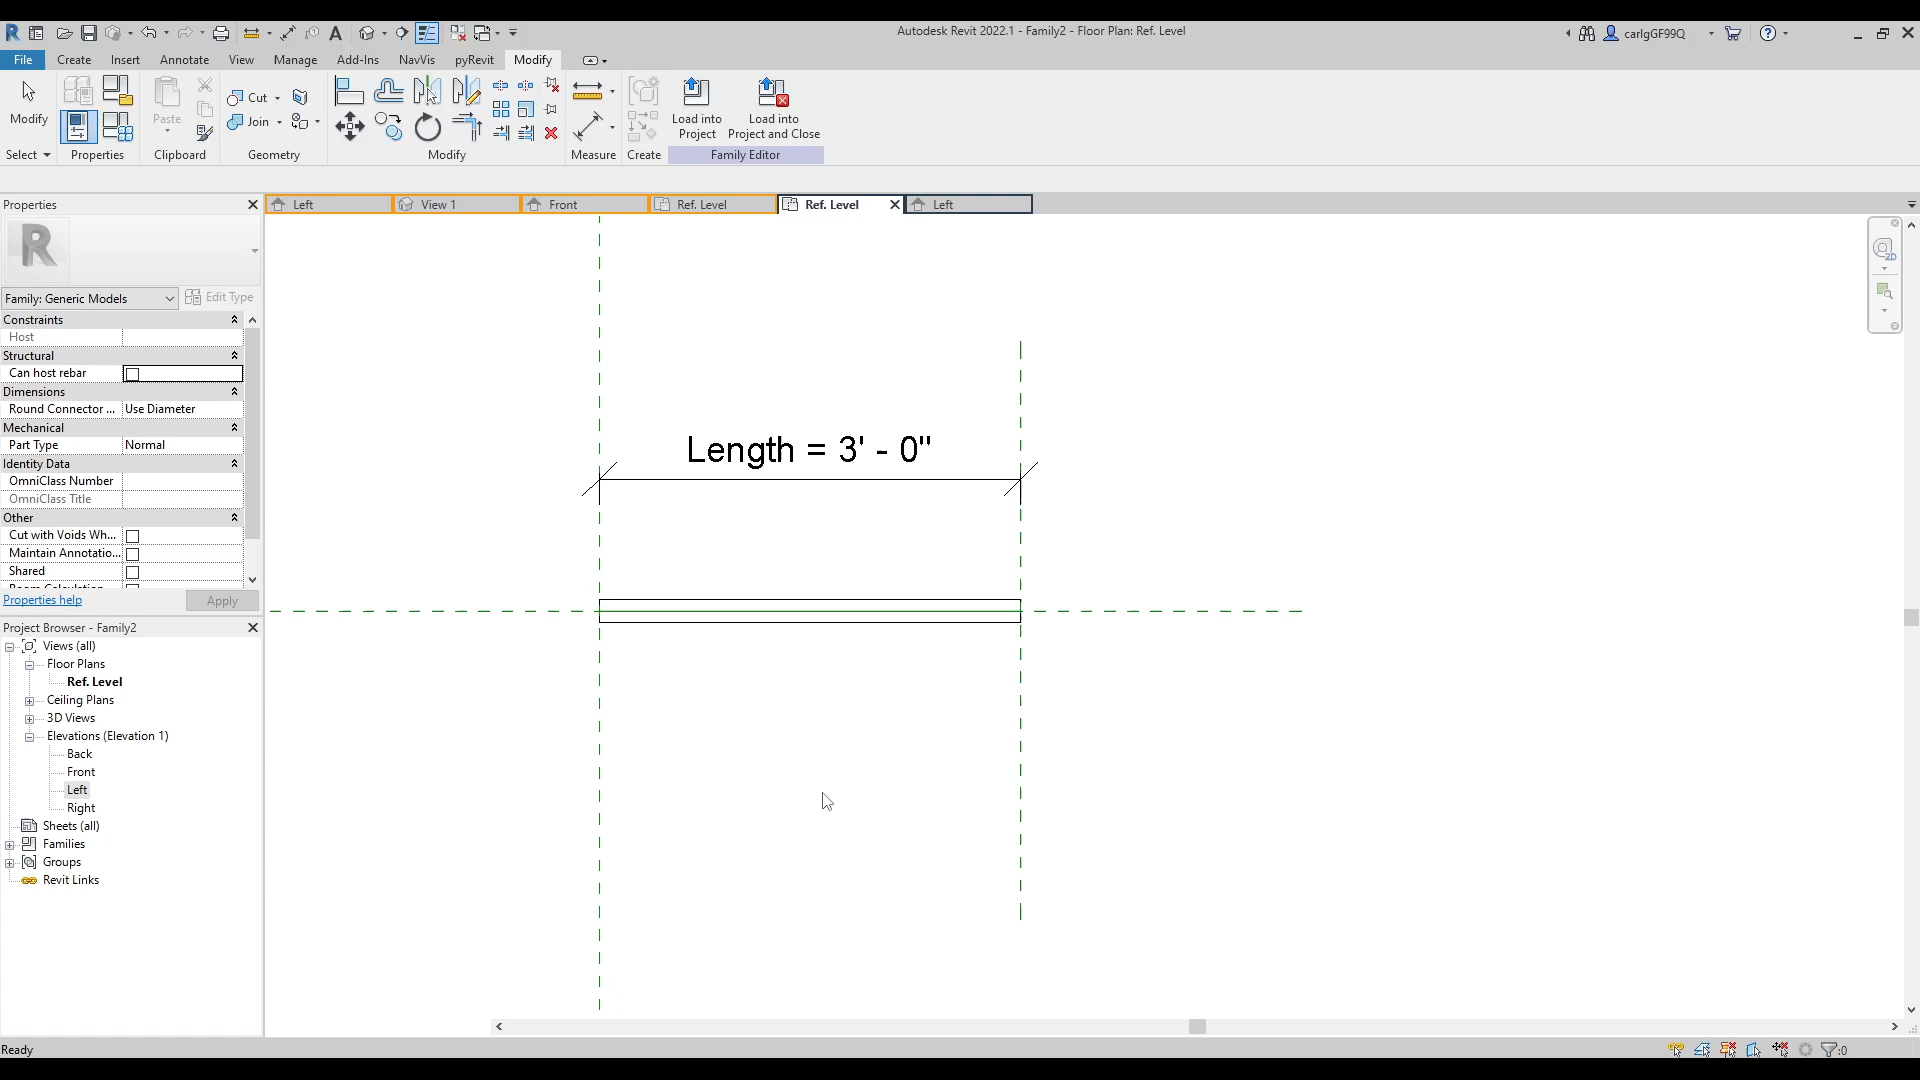 Autodesk Revit 2022.1 - Family2 - Floor Plan: Ref. Level
carlgGF99Q
File Create Insert Annotate View Manage Add-Ins NavVis pyRevit Modify
Modify
Paste
Cut
Join
Load into
Project
Load into
Project and Close
Select Properties Clipboard Geometry Modify Measure Create Family Editor
Properties
Left View 1 Front Ref. Level Ref. Level Left
Family: Generic Models Edit Type
Constraints
Host
Structural
Can host rebar
Dimensions
Round Connector ... Use Diameter
Mechanical
Part Type Normal
Identity Data
OmniClass Number
OmniClass Title
Other
Cut with Voids Wh...
Maintain Annotatio...
Shared
Properties help Apply
Project Browser - Family2
Views (all)
Floor Plans
Ref. Level
Ceiling Plans
3D Views
Elevations (Elevation 1)
Back
Front
Left
Right
Sheets (all)
Families
Groups
Revit Links
Length = 3' - 0"
2D
Ready
:0